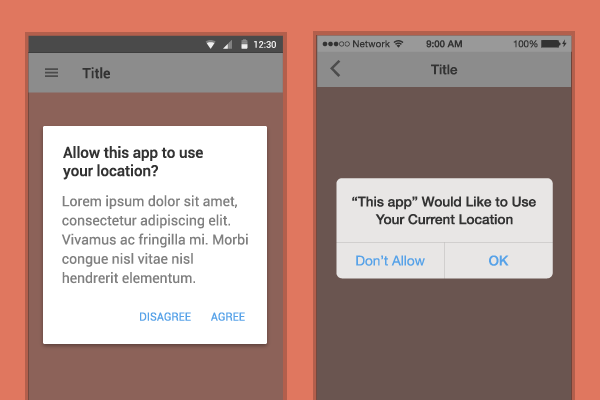 12:30
Title
Allow this app to use
your location?
Lorem ipsum dolor sit amet,
consectetur adipiscing elit.
Vivamus ac fringilla mi. Morbi
congue nisl vitae nisl
hendrerit elementum.
DISAGREE AGREE
Network 9:00 AM 100%
Title
“This app” Would Like to Use
Your Current Location
Don't Allow OK